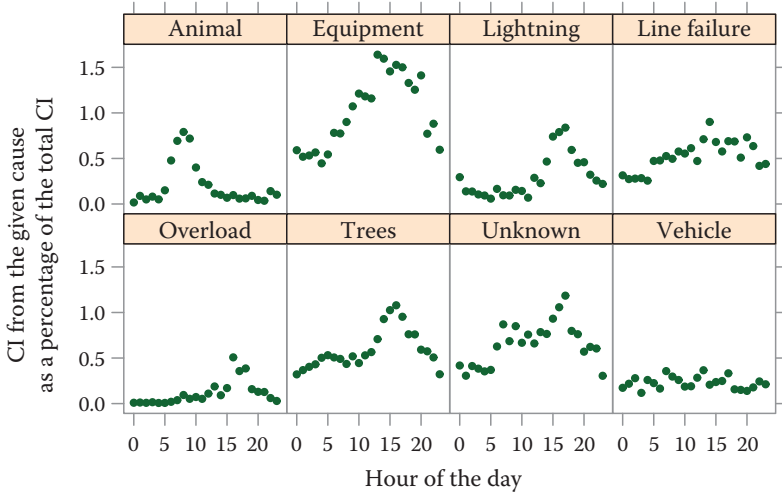 Animal Equipment Lightning Line failure
1.5
1.0
0.5
0.0
Overload Trees Unknown Vehicle
1.5
1.0
0.5
0.0
CI from the given cause
as a percentage of the total CI
0 5 10 15 20 0 5 10 15 20 0 5 10 15 20 0 5 10 15 20
Hour of the day